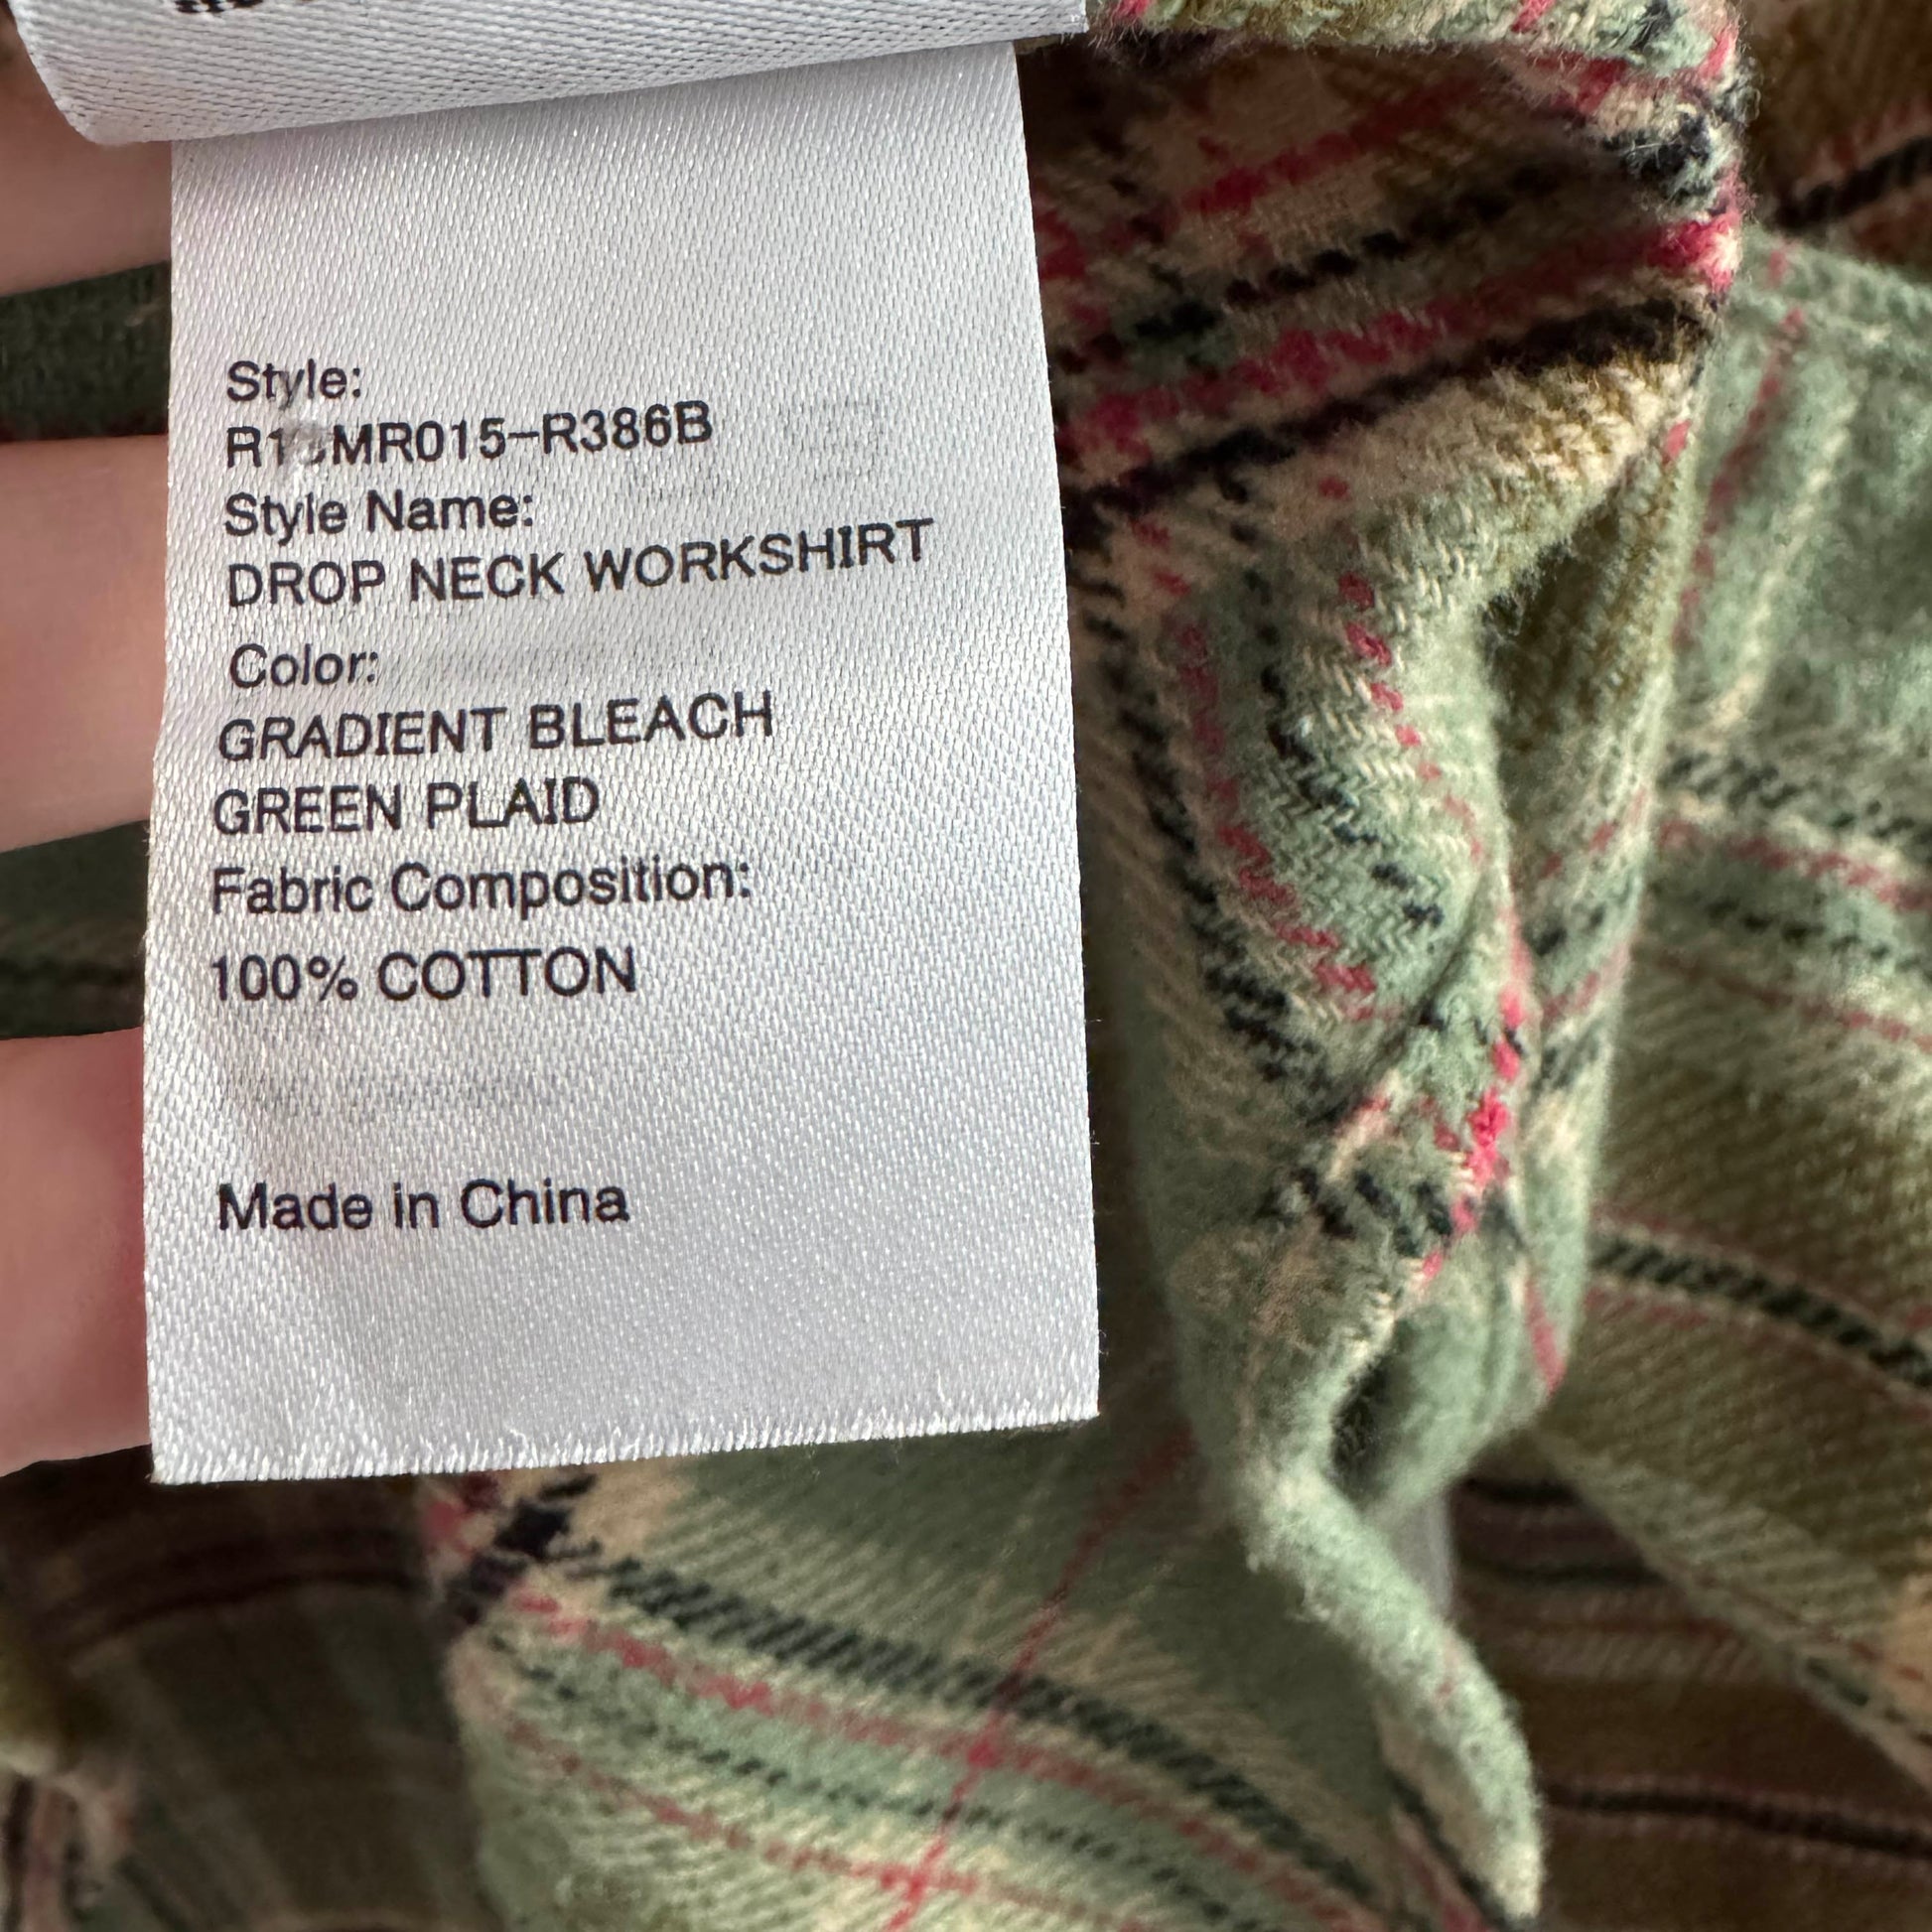 Style:
Style Name:
DROP NECK WORKSHIRT
Color:
GRADIENT BLEACH
GREEN PLAID
Fabric Composition:
100% COTTON
Made in China